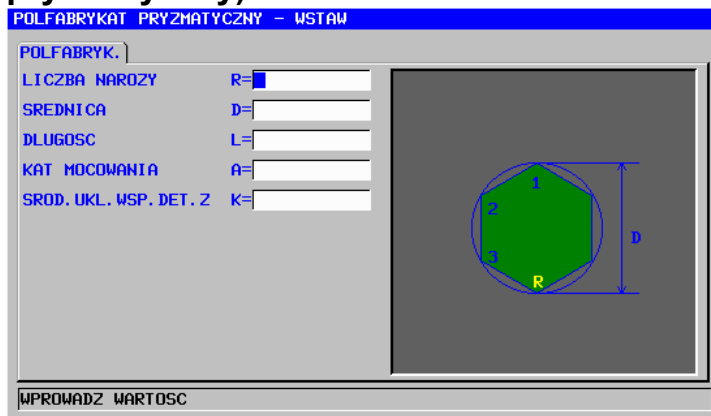 POLFABRYKAT PRYZMATYCZNY - WSTAW
POLFABRYK.
LICZBA NAROZY R=
SREDNICA D=
DLUGOSC L=
KAT MOCOWANIA A=
SROD.UKL.WSP.DET.Z K=
1
2
D
3
R
WPROWADZ WARTOSC